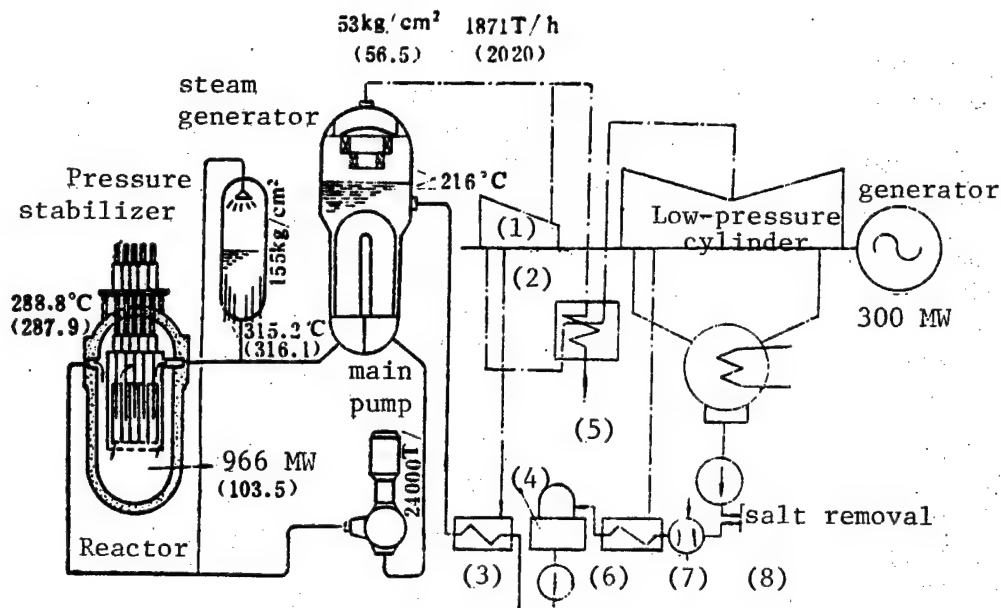 53kg/cm² 1871T/h
(56.5) (2020)
steam
generator
216°C
Pressure
stabilizer
155kg/cm²
generator
(1)
Low-pressure
cylinder
(2)
288.8°C
(287.9)
315.2°C
(316.1)
300 MW
main
pump
(5)
24000T/
966 MW
(103.5)
(4)
salt removal
Reactor
(3)
(6)
(7)
(8)